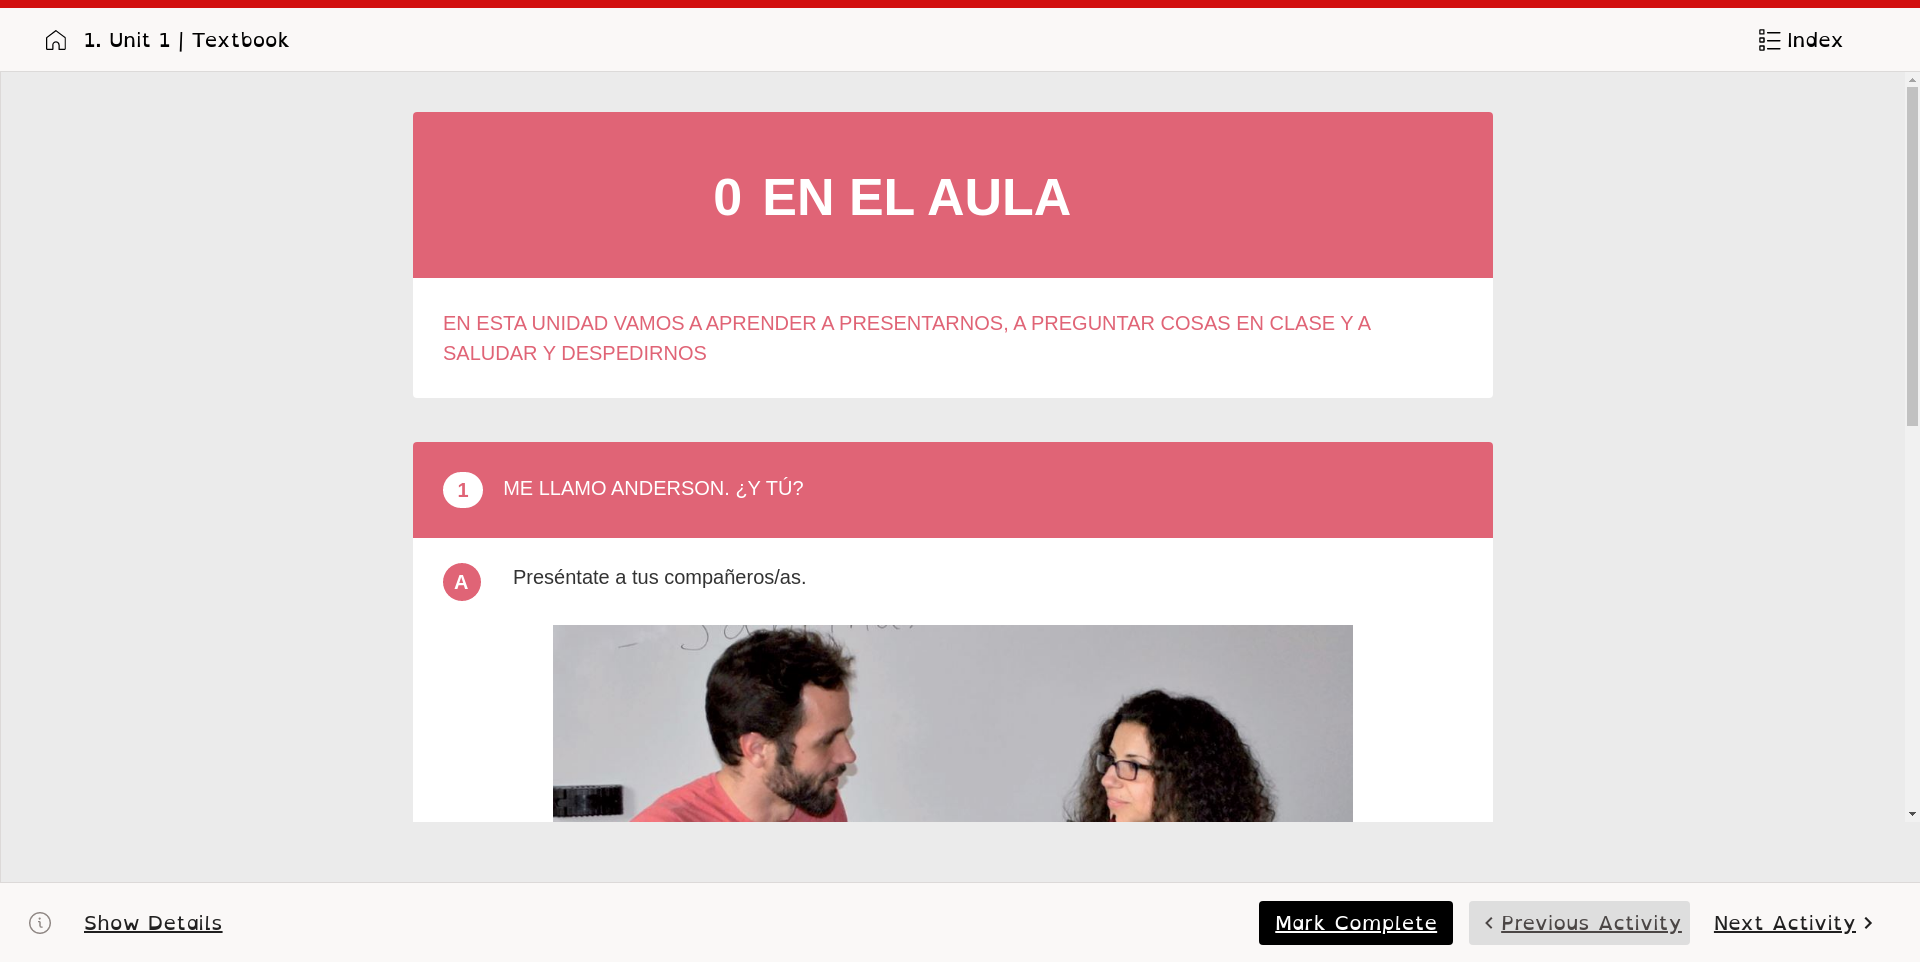 1. Unit 1 | Textbook
Index
0 EN EL AULA
EN ESTA UNIDAD VAMOS A APRENDER A PRESENTARNOS, A PREGUNTAR COSAS EN CLASE Y A
SALUDAR Y DESPEDIRNOS
1 ME LLAMO ANDERSON. ¿Y TÚ?
A Preséntate a tus compañeros/as.
Show Details
Mark Complete
Previous Activity
Next Activity